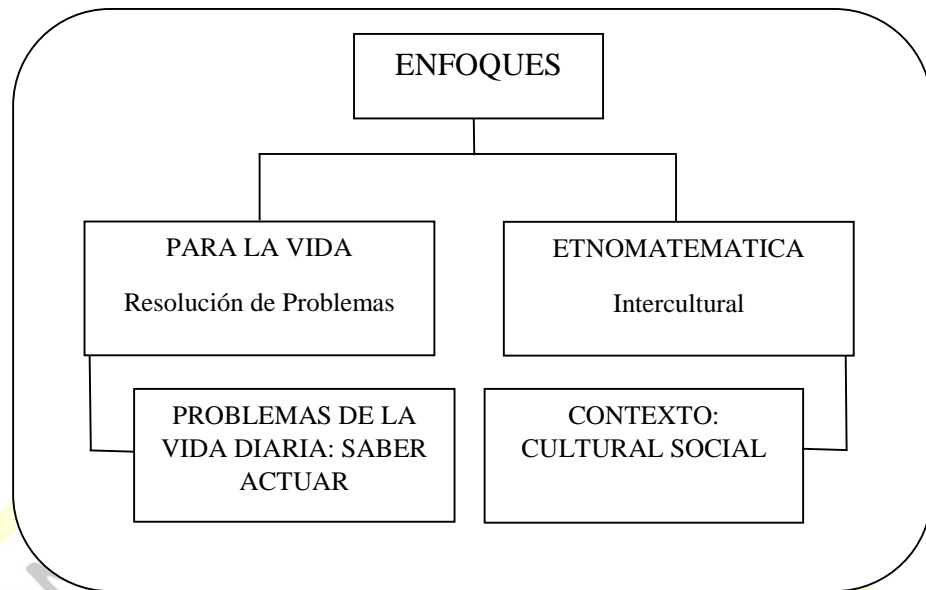 ENFOQUES
PARA LA VIDA
Resolución de Problemas
ETNOMATEMATICA
Intercultural
PROBLEMAS DE LA
VIDA DIARIA: SABER
ACTUAR
CONTEXTO:
CULTURAL SOCIAL